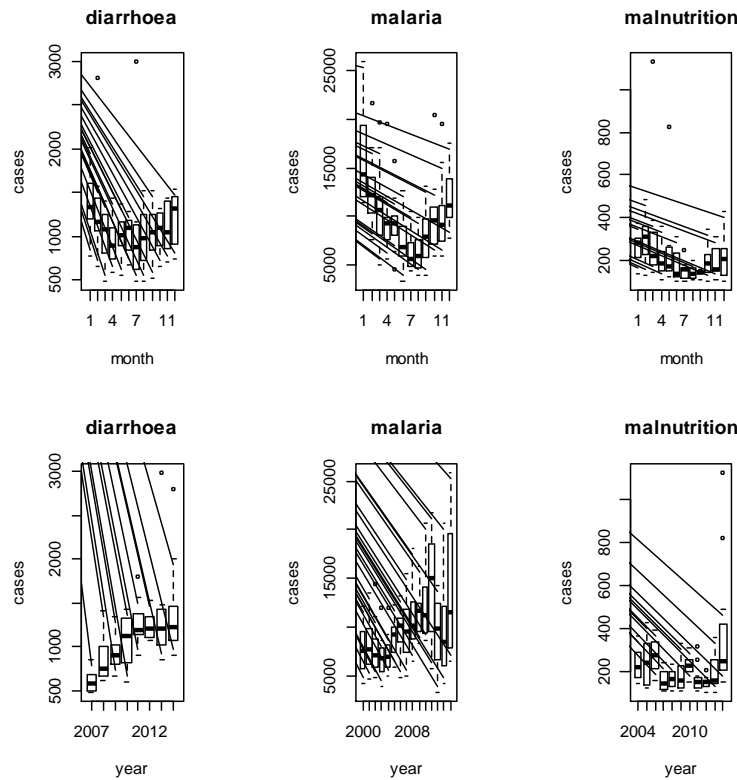 diarrhoea
cases
3000
2000
1000
500
1
4
7
11
month
malaria
cases
25000
15000
5000
1
4
7
11
month
malnutrition
cases
800
600
400
200
1
4
7
11
month
diarrhoea
cases
3000
2000
1000
500
2007
2012
year
malaria
cases
25000
15000
5000
2000
2008
year
malnutrition
cases
800
600
400
200
2004
2010
year